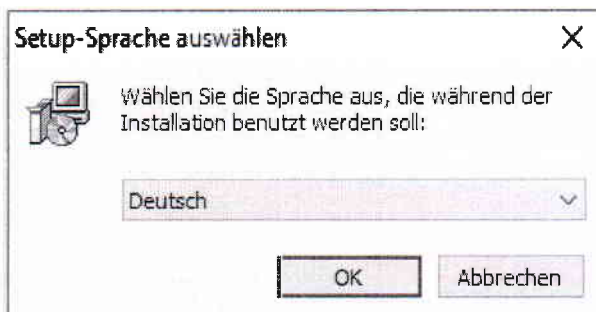 Setup-Sprache auswählen
Wählen Sie die Sprache aus, die während der
Installation benutzt werden soll:
Deutsch
OK
Abbrechen